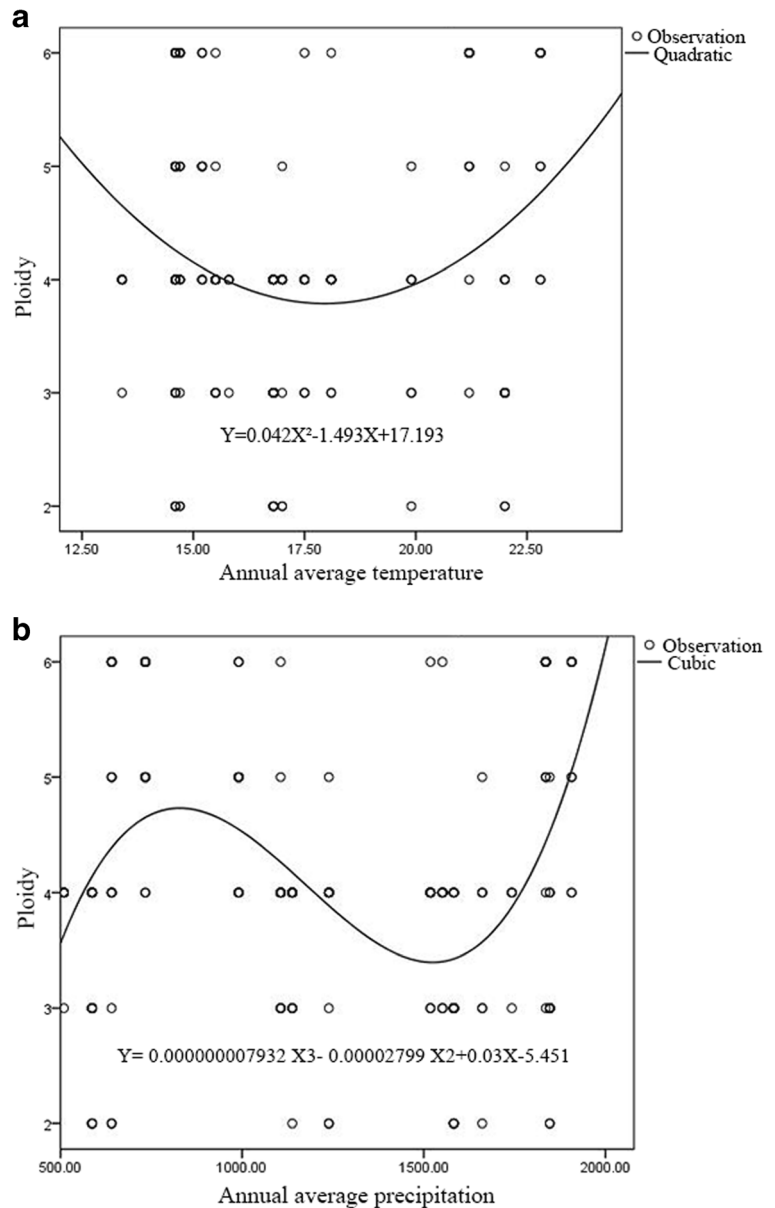 a
Observation
Quadratic
Ploidy
6
5
4
3
2
Y=0.042X²-1.493X+17.193
12.50 15.00 17.50 20.00 22.50
Annual average temperature
b
Observation
Cubic
Ploidy
6
5
4
3
2
Y= 0.000000007932 X3- 0.00002799 X2+0.03X-5.451
500.00 1000.00 1500.00 2000.00
Annual average precipitation